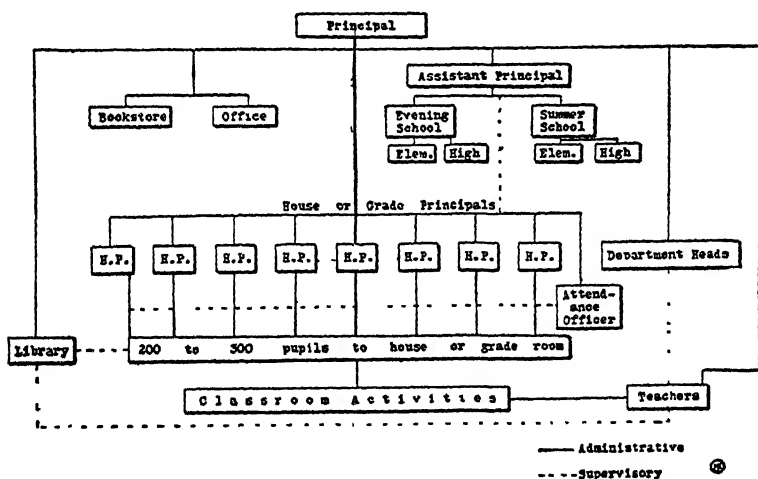 Principal
Assistant Principal
Bookstore
Office
Evening
School
Summer
School
Elem.
High
Elem.
High
House or Grade Principals
H.P.
H.P.
H.P.
H.P.
H.P.
H.P.
H.P.
H.P.
Department Heads
Attend-
ance
Officer
Library
200 to 300 pupils to house or grade room
Classroom Activities
Teachers
Administrative
Supervisory